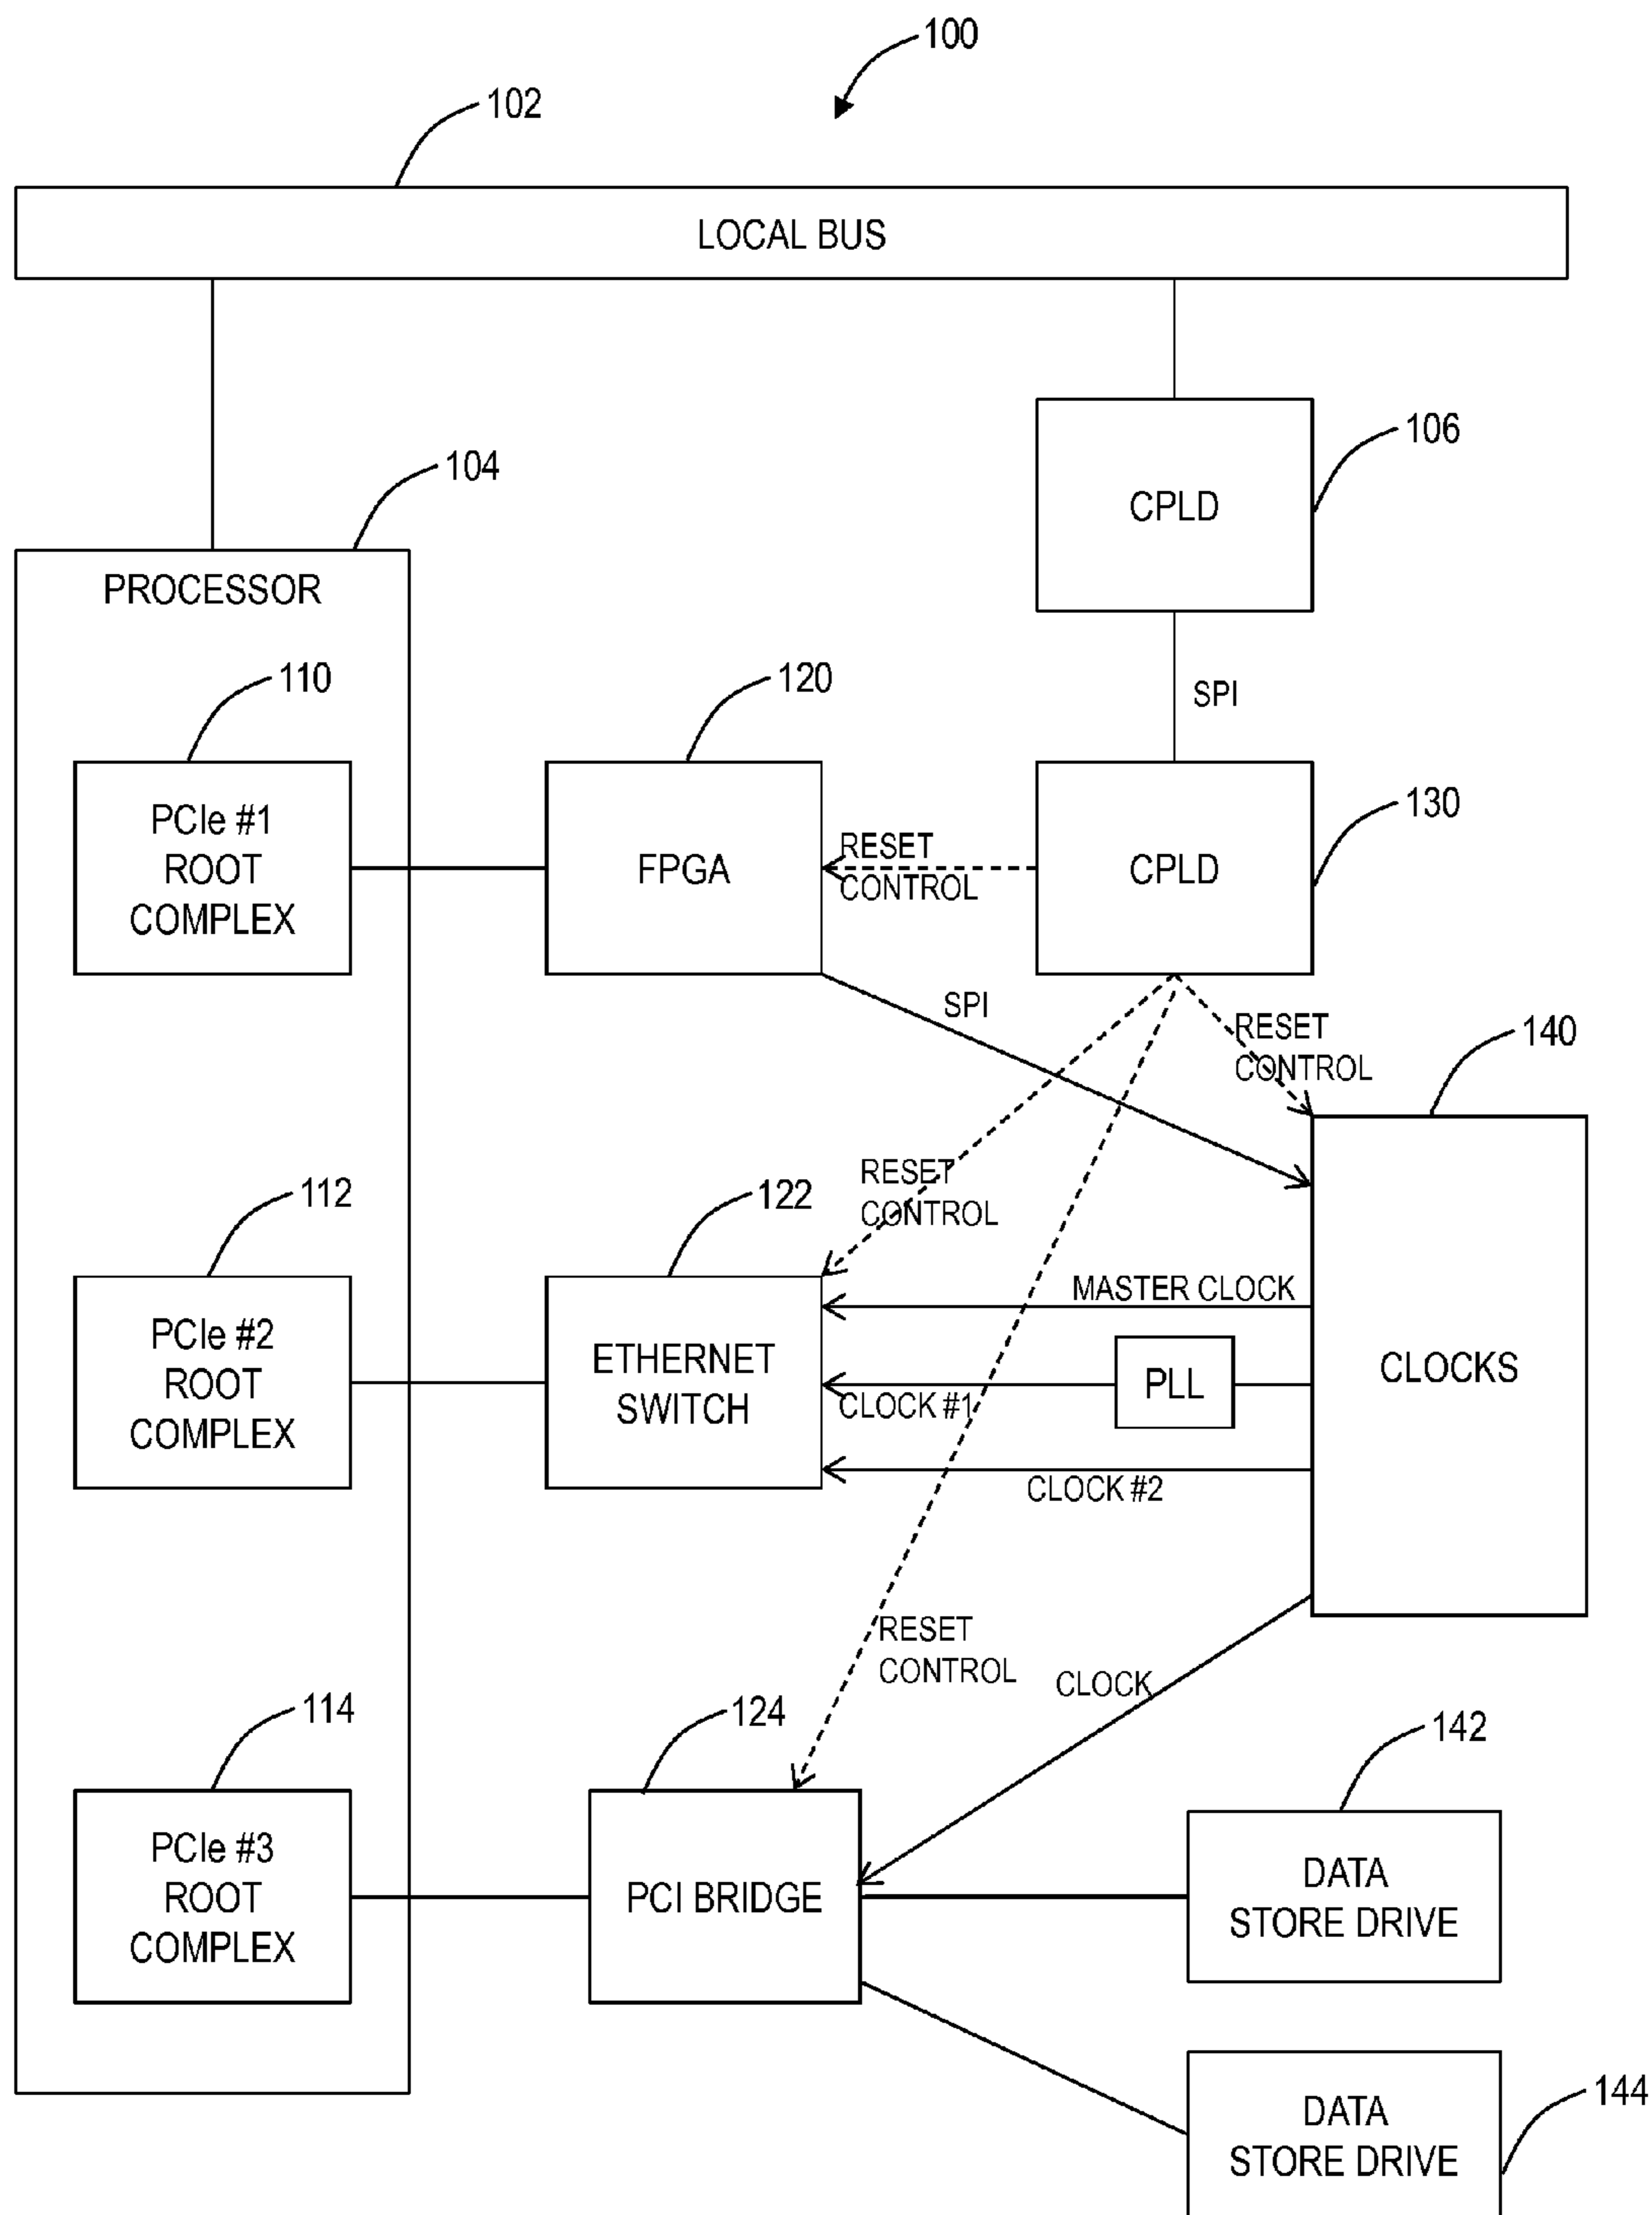 100
102
LOCAL BUS
106
CPLD
104
PROCESSOR
110
120
SPI
PCIe #1
ROOT
COMPLEX
FPGA
RESET
CONTROL
CPLD
130
SPI
RESET
CONTROL
140
112
122
RESET
CONTROL
MASTER CLOCK
PCIe #2
ROOT
COMPLEX
ETHERNET
SWITCH
CLOCK #1
PLL
CLOCKS
CLOCK #2
RESET
CONTROL
CLOCK
114
124
142
PCIe #3
ROOT
COMPLEX
PCI BRIDGE
DATA
STORE DRIVE
144
DATA
STORE DRIVE